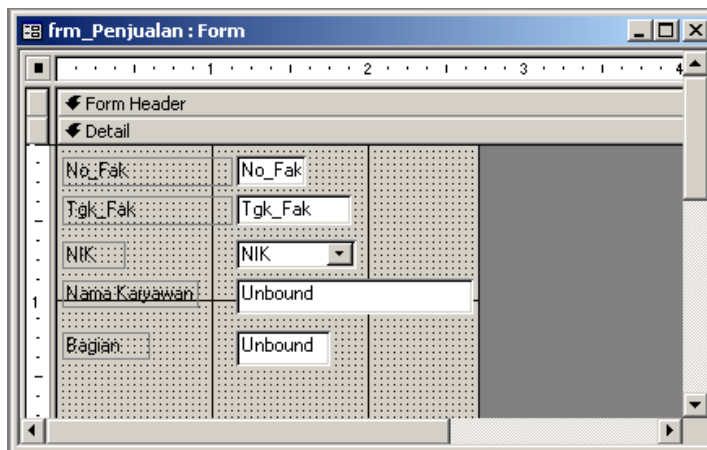 frm_Penjualan : Form
1 2 3 4
Form Header
Detail
No_Fak No_Fak
Tgk_Fak Tgk_Fak
NIK NIK
1
Nama Karyawan Unbound
Bagian Unbound